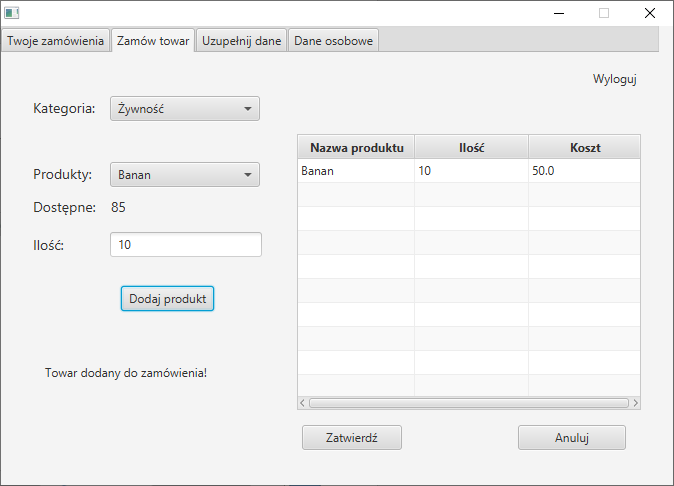 Twoje zamówienia Zamów towar Uzupełnij dane Dane osobowe
Wyloguj
Kategoria: Żywność
Produkty: Banan
Dostępne: 85
Ilość: 10
Dodaj produkt
Towar dodany do zamówienia!
Nazwa produktu Ilość Koszt
Banan 10 50.0
Zatwierdź Anuluj